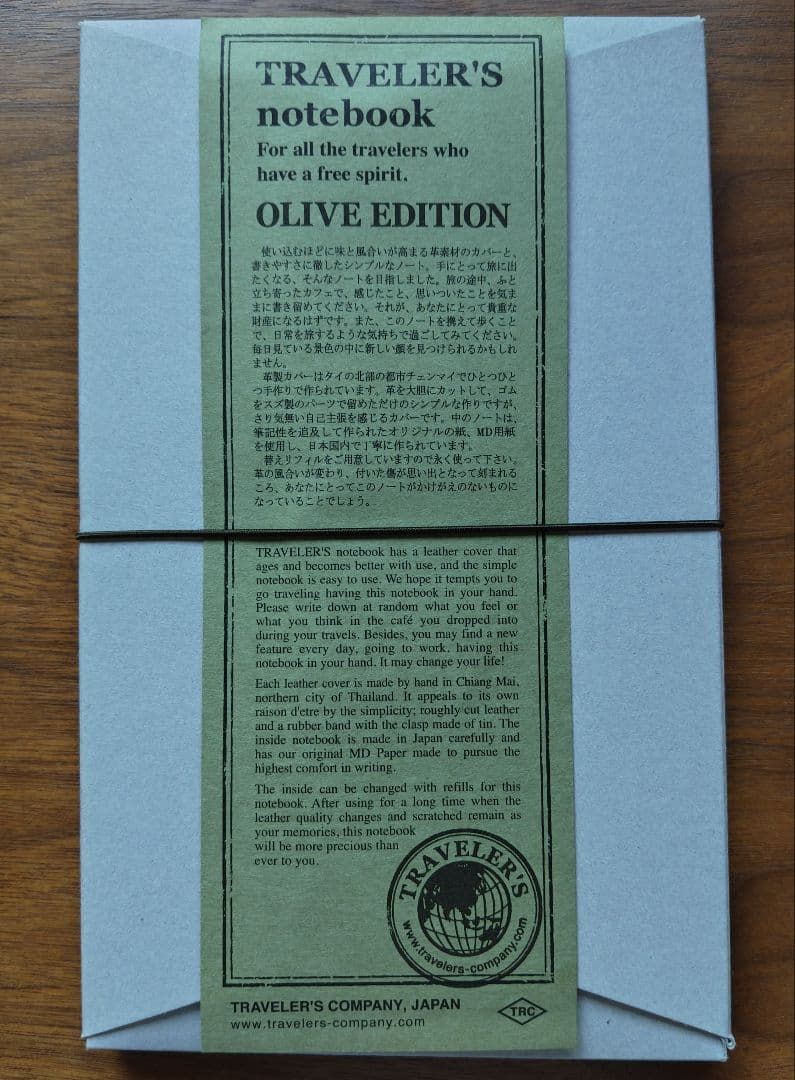 TRAVELER'S
notebook
For all the travelers who
have a free spirit.
OLIVE EDITION
使い込むほどに味と風合いが高まる革素材のカバーと、
書きやすさに徹したシンプルなノート。手にとって旅に出
たくなる、そんなノートを目指しました。旅の途中、ふと
立ち寄ったカフェで、感じたこと、思いついたことを気ま
まに書き留めてください。それが、あなたにとって貴重な
財産になるはずです。また、このノートを携えて歩くこと
で、日常を旅するような気持ちで過ごしてみてください。
毎日見ている景色の中に新しい顔を見つけられるかもしれ
ません。
革製カバーはタイの北部の都市チェンマイでひとつひと
つ手作りで作られています。革を大胆にカットして、ゴム
をスズ製のパーツで留めただけのシンプルな作りですが、
さり気無い自己主張を感じるカバーです。中のノートは、
筆記性を追及して作られたオリジナルの紙、MD用紙
を使用し、日本国内で丁寧に作られています。
替えリフィルをご用意していますので永く使って下さい。
革の風合いが変わり、付いた傷が思い出となって刻まれる
ころ、あなたにとってこのノートがかけがえのないものに
なっていることでしょう。
TRAVELER'S notebook has a leather cover that
ages and becomes better with use, and the simple
notebook is easy to use. We hope it tempts you to
go traveling having this notebook in your hand.
Please write down at random what you feel or
what you think in the café you dropped into
during your travels. Besides, you may find a new
feature every day, going to work, having this
notebook in your hand. It may change your life!
Each leather cover is made by hand in Chiang Mai,
northern city of Thailand. It appeals to its own
raison d'etre by the simplicity; roughly cut leather
and a rubber band with the clasp made of tin. The
inside notebook is made in Japan carefully and
has our original MD Paper made to pursue the
highest comfort in writing.
The inside can be changed with refills for this
notebook. After using for a long time when the
leather quality changes and scratched remain as
your memories, this notebook
will be more precious than
ever to you.
TRAVELER'S
www.travelers-company.com
TRAVELER'S COMPANY, JAPAN
www.travelers-company.com
TRC